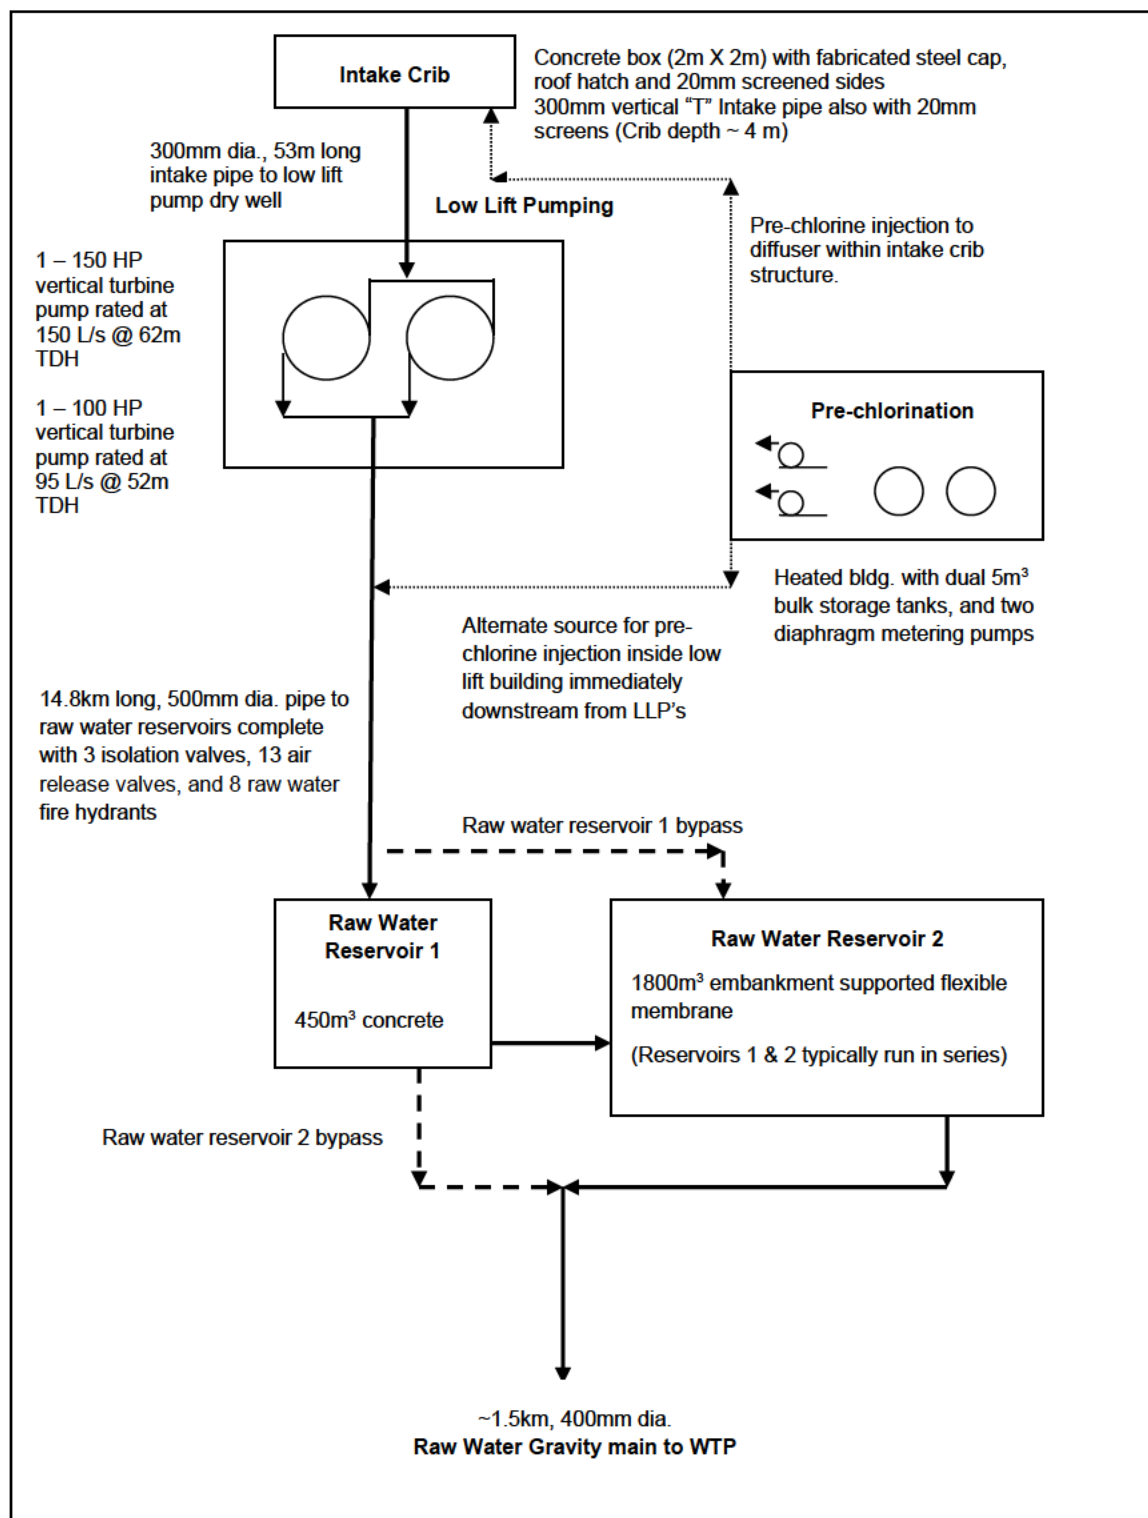 Intake Crib
Concrete box (2m X 2m) with fabricated steel cap,
roof hatch and 20mm screened sides
300mm vertical “T” Intake pipe also with 20mm
screens (Crib depth ~ 4 m)
300mm dia., 53m long
intake pipe to low lift
pump dry well
Low Lift Pumping
Pre-chlorine injection to
diffuser within intake crib
structure.
1 – 150 HP
vertical turbine
pump rated at
150 L/s @ 62m
TDH
1 – 100 HP
vertical turbine
pump rated at
95 L/s @ 52m
TDH
Pre-chlorination
Heated bldg. with dual 5m³
bulk storage tanks, and two
diaphragm metering pumps
Alternate source for pre-
chlorine injection inside low
lift building immediately
downstream from LLP’s
14.8km long, 500mm dia. pipe to
raw water reservoirs complete
with 3 isolation valves, 13 air
release valves, and 8 raw water
fire hydrants
Raw water reservoir 1 bypass
Raw Water
Reservoir 1
450m³ concrete
Raw Water Reservoir 2
1800m³ embankment supported flexible
membrane
(Reservoirs 1 & 2 typically run in series)
Raw water reservoir 2 bypass
~1.5km, 400mm dia.
Raw Water Gravity main to WTP